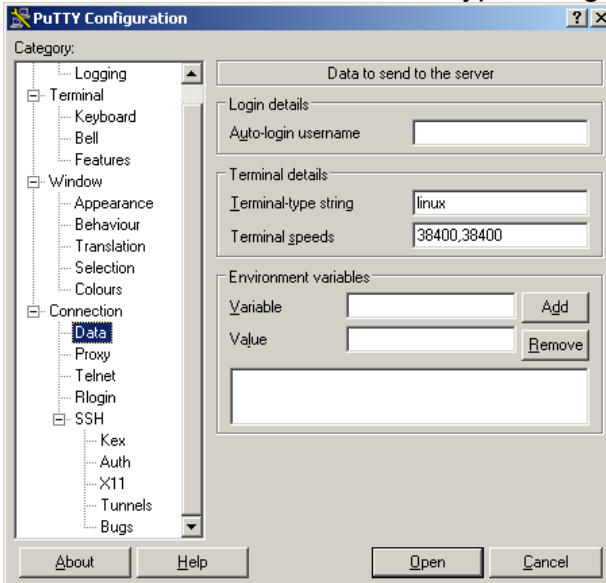 PuTTY Configuration
Category:
Logging
Terminal
Keyboard
Bell
Features
Window
Appearance
Behaviour
Translation
Selection
Colours
Connection
Data
Proxy
Telnet
Rlogin
SSH
Kex
Auth
X11
Tunnels
Bugs
Data to send to the server
Login details
Auto-login username
Terminal details
Terminal-type string linux
Terminal speeds 38400,38400
Environment variables
Variable Add
Value Remove
About Help Open Cancel